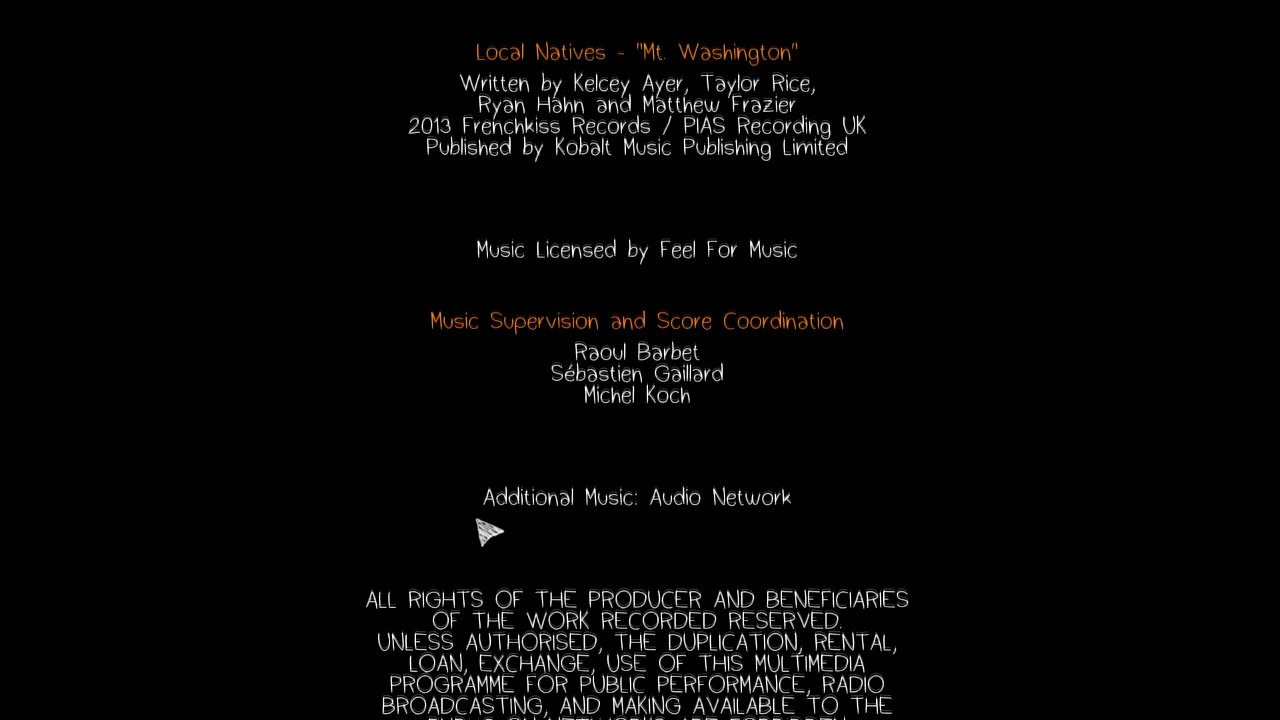 Local Natives - "Mt. Washington"
Written by Kelcey Ayer, Taylor Rice,
Ryan Hahn and Matthew Frazier
2013 Frenchkiss Records / PIAS Recording UK
Published by Kobalt Music Publishing Limited
Music Licensed by Feel For Music
Music Supervision and Score Coordination
Raoul Barbet
Sébastien Gaillard
Michel Koch
Additional Music: Audio Network
ALL RIGHTS OF THE PRODUCER AND BENEFICIARIES
OF THE WORK RECORDED RESERVED.
UNLESS AUTHORISED, THE DUPLICATION, RENTAL,
LOAN, EXCHANGE, USE OF THIS MULTIMEDIA
PROGRAMME FOR PUBLIC PERFORMANCE, RADIO
BROADCASTING, AND MAKING AVAILABLE TO THE